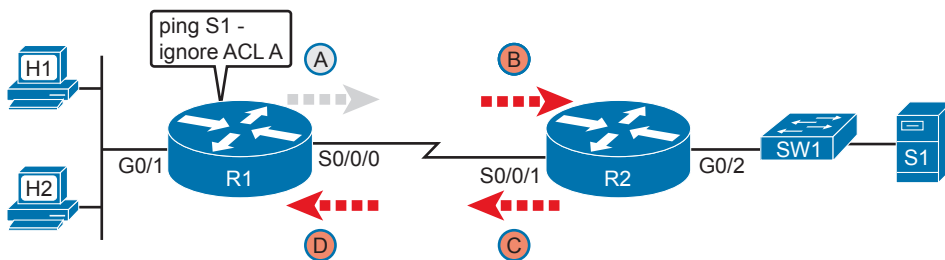 ping S1 -
ignore ACL A
H1
A
B
G0/1
S0/0/0
R1
S0/0/1
R2
G0/2
SW1
S1
H2
D
C